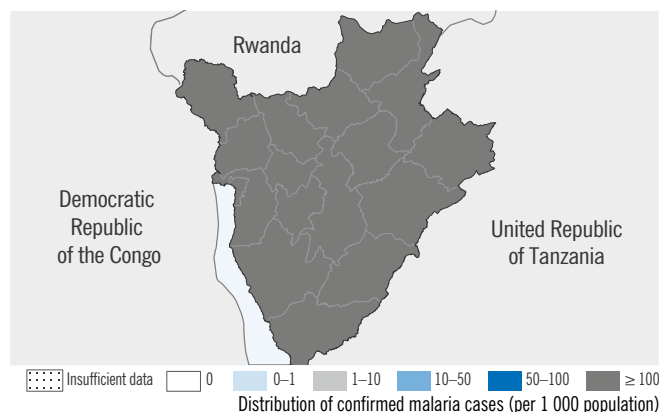 Rwanda
Democratic
Republic
of the Congo
United Republic
of Tanzania
Insufficient data 0 0–1 1–10 10–50 50–100 ≥ 100
Distribution of confirmed malaria cases (per 1 000 population)